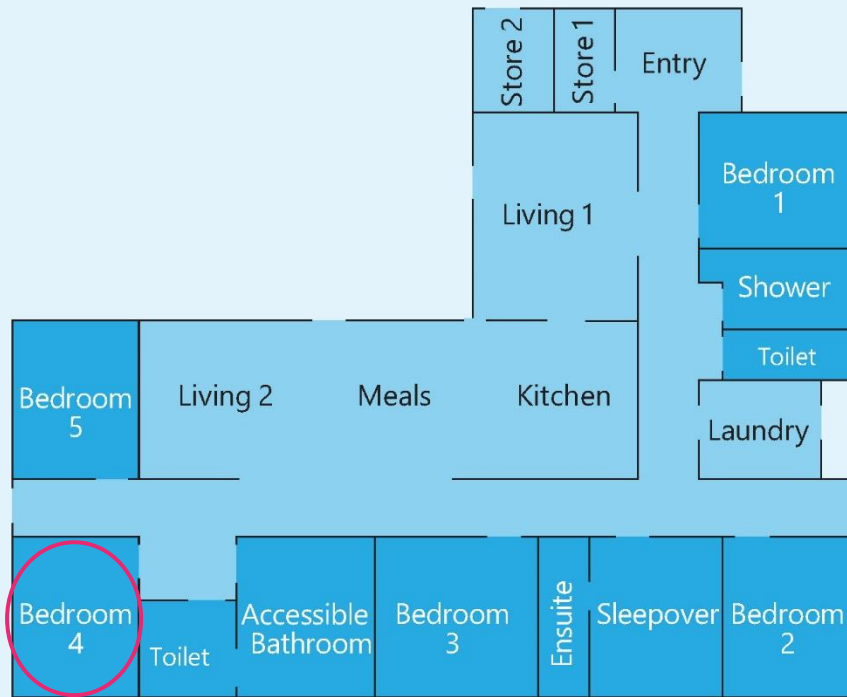 Store 2
Store 1
Entry
Bedroom
1
Living 1
Shower
Toilet
Bedroom
5
Living 2
Meals
Kitchen
Laundry
Bedroom
4
Toilet
Accessible
Bathroom
Bedroom
3
Ensuite
Sleepover
Bedroom
2